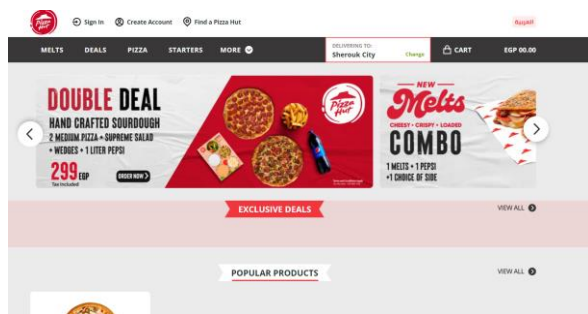 Sign In
Create Account
Find a Pizza Hut
العربية
MELTS
DEALS
PIZZA
STARTERS
MORE
DELIVERING TO:
Sherouk City
Change
CART
EGP 00.00
DOUBLE DEAL
HAND CRAFTED SOURDOUGH
2 MEDIUM PIZZA + SUPREME SALAD
+ WEDGES + 1 LITER PEPSI
299 EGP
Tax Included
ORDER NOW
Pizza Hut
NEW
Melts
CHEESY • CRISPY • LOADED
COMBO
1 MELTS + 1 PEPSI
+1 CHOICE OF SIDE
EXCLUSIVE DEALS
VIEW ALL
POPULAR PRODUCTS
VIEW ALL